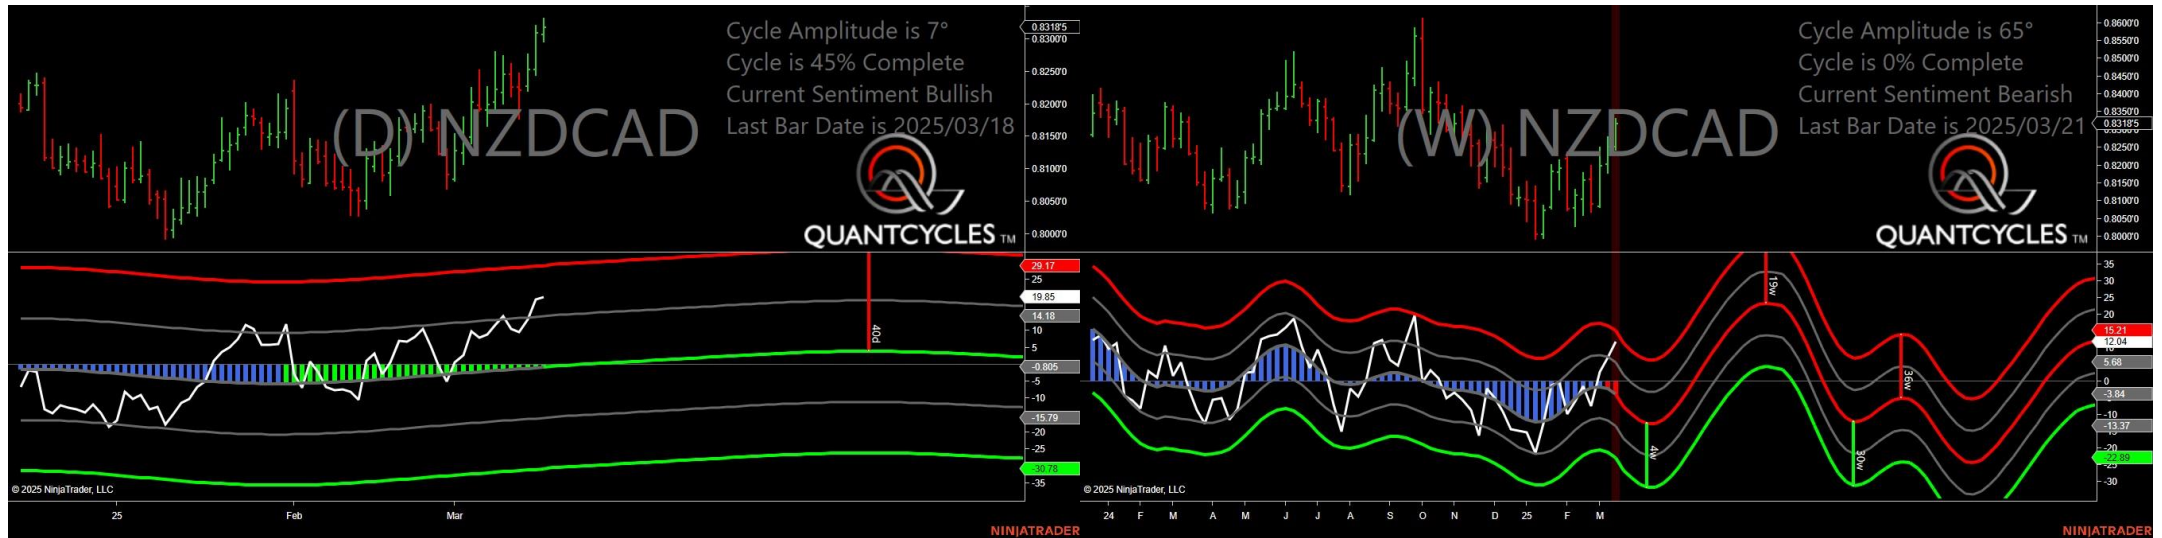 Cycle Amplitude is 7°
Cycle is 45% Complete
Current Sentiment Bullish
Last Bar Date is 2025/03/18
(D) NZDCAD
QUANTCYCLES TM
0.8318'5
0.8300'0
0.8250'0
0.8200'0
0.8150'0
0.8100'0
0.8050'0
0.8000'0
29.17
25
19.85
14.18
10
5
-0.805
-5
-10
-15.79
-20
-25
-30.78
-35
40d
© 2025 NinjaTrader, LLC
25 Feb Mar
NINJATRADER
Cycle Amplitude is 65°
Cycle is 0% Complete
Current Sentiment Bearish
Last Bar Date is 2025/03/21
(W) NZDCAD
QUANTCYCLES TM
0.8600'0
0.8550'0
0.8500'0
0.8450'0
0.8400'0
0.8350'0
0.8318'5
0.8250'0
0.8200'0
0.8150'0
0.8100'0
0.8050'0
0.8000'0
35
30
25
20
15.21
12.04
5.68
0
-3.84
-10
-13.37
-22.89
-30
4w
19w
30w
36w
© 2025 NinjaTrader, LLC
24 F M A M J J A S O N D 25 F M
NINJATRADER